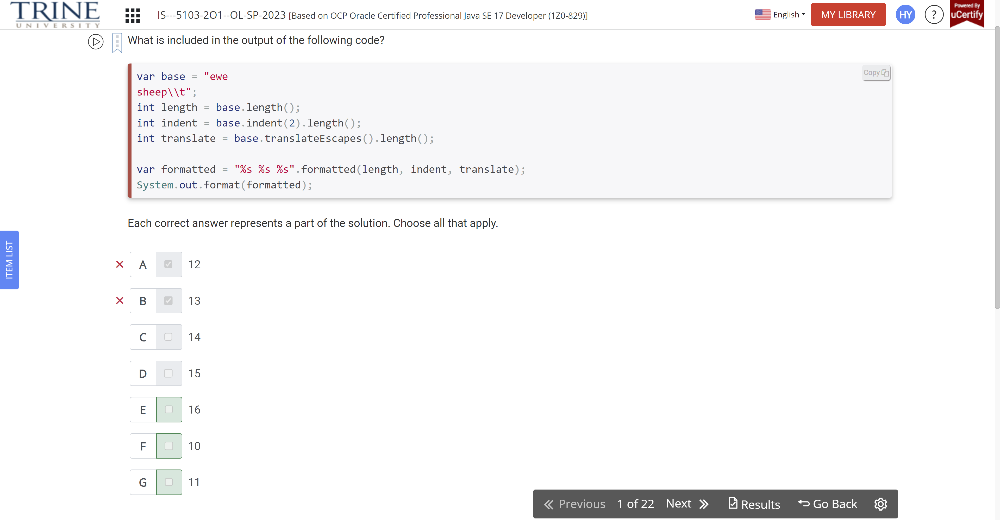 TRINE
UNIVERSITY
IS---5103-2O1--OL-SP-2023 [Based on OCP Oracle Certified Professional Java SE 17 Developer (1Z0-829)]
English
MY LIBRARY
HY
?
Powered By
uCertify
What is included in the output of the following code?
Copy
var base = "ewe
sheep\\t";
int length = base.length();
int indent = base.indent(2).length();
int translate = base.translateEscapes().length();
var formatted = "%s %s %s".formatted(length, indent, translate);
System.out.format(formatted);
Each correct answer represents a part of the solution. Choose all that apply.
ITEM LIST
A 12
B 13
C 14
D 15
E 16
F 10
G 11
Previous 1 of 22 Next Results Go Back